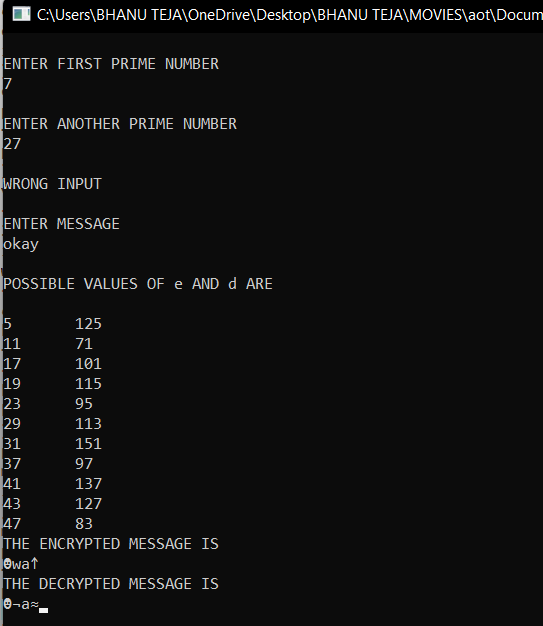 C:\Users\BHANU TEJA\OneDrive\Desktop\BHANU TEJA\MOVIES\aot\Docum
ENTER FIRST PRIME NUMBER
7
ENTER ANOTHER PRIME NUMBER
27
WRONG INPUT
ENTER MESSAGE
okay
POSSIBLE VALUES OF e AND d ARE
5 125
11 71
17 101
19 115
23 95
29 113
31 151
37 97
41 137
43 127
47 83
THE ENCRYPTED MESSAGE IS
☻wa↑
THE DECRYPTED MESSAGE IS
☻¬a≈